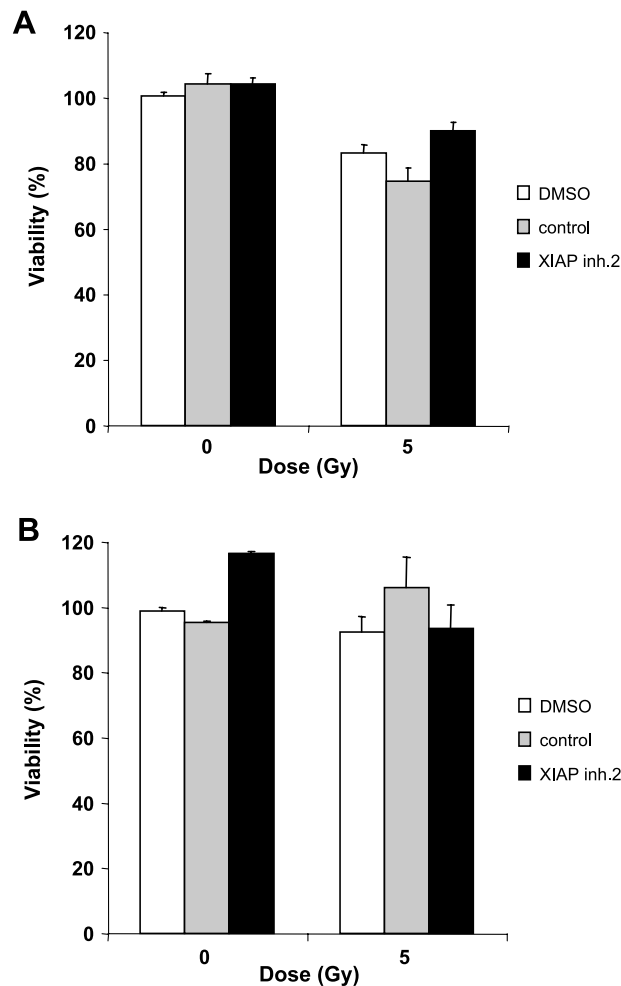 A
120
100
80
60
40
20
0
Viability (%)
0
5
Dose (Gy)
DMSO
control
XIAP inh.2
B
120
100
80
60
40
20
0
Viability (%)
0
5
Dose (Gy)
DMSO
control
XIAP inh.2